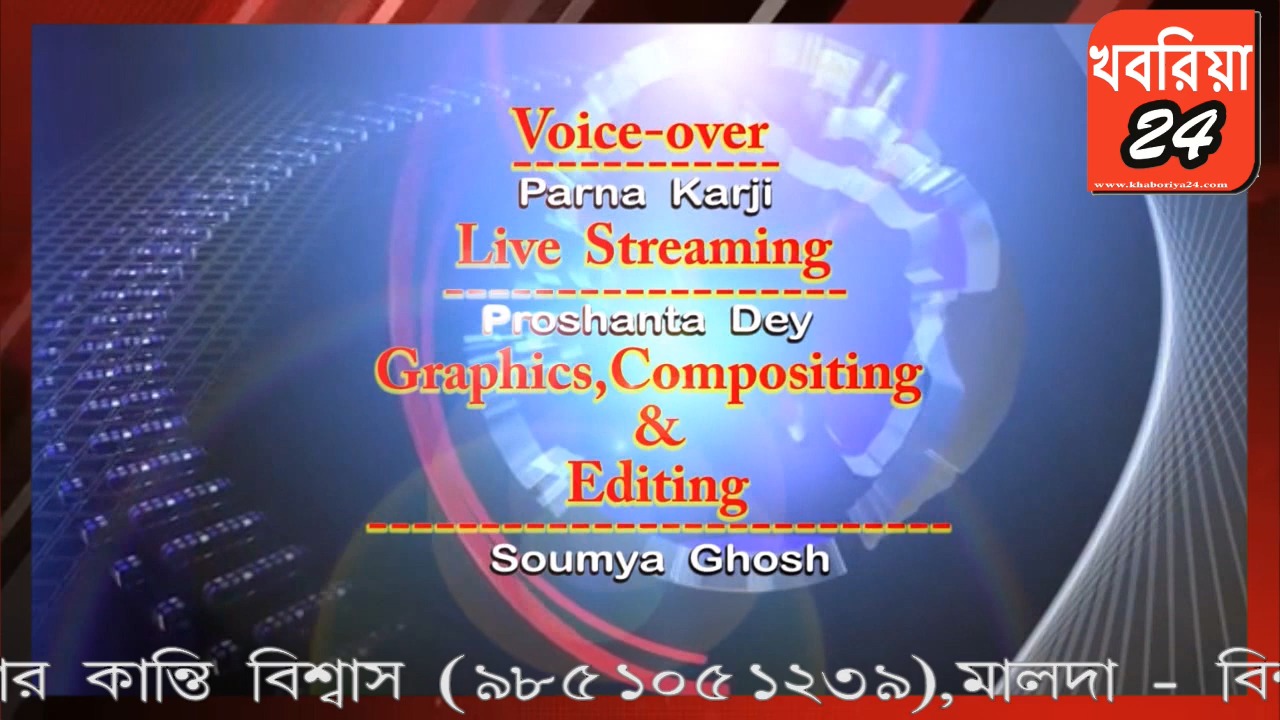 খবরিয়া
24
www.khaboriya24.com
Voice-over
Parna Karji
Live Streaming
Proshanta Dey
Graphics,Compositing
&
Editing
Soumya Ghosh
কান্তি বিশ্বাস (৯৮৫১০৫১২৩৯),মালদা -